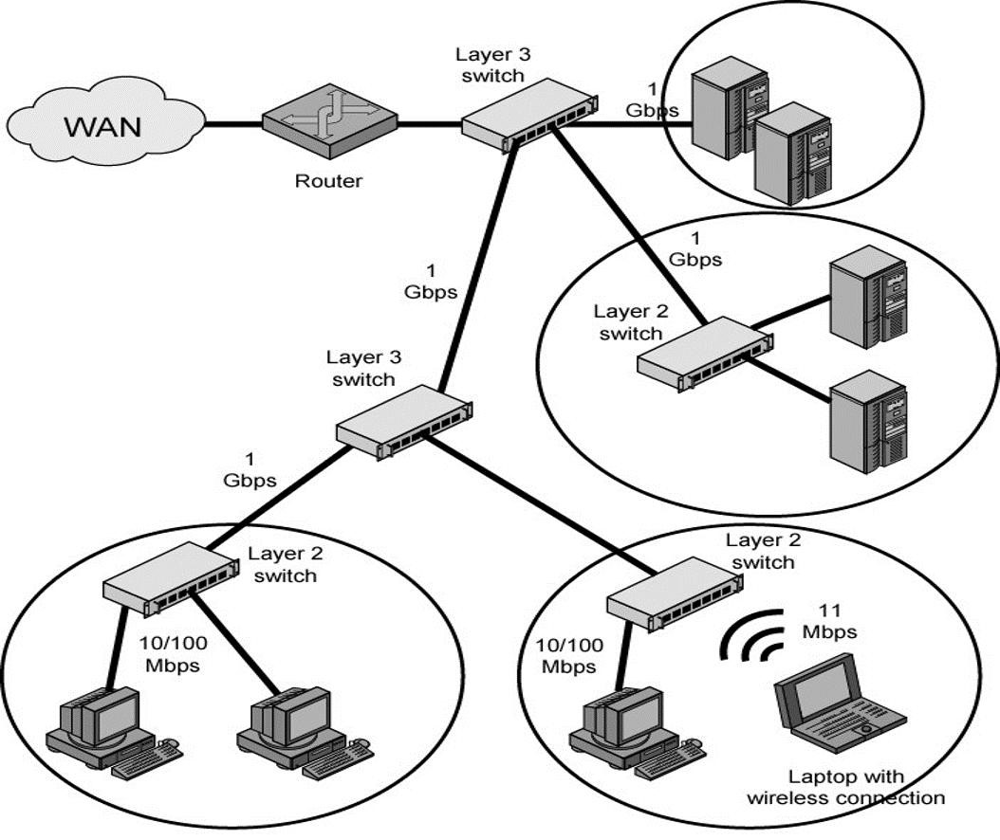 Layer 3
switch
1
Gbps
WAN
Router
1
Gbps
1
Gbps
Layer 2
switch
Layer 3
switch
1
Gbps
Layer 2
switch
10/100
Mbps
Layer 2
switch
11
Mbps
10/100
Mbps
Laptop with
wireless connection